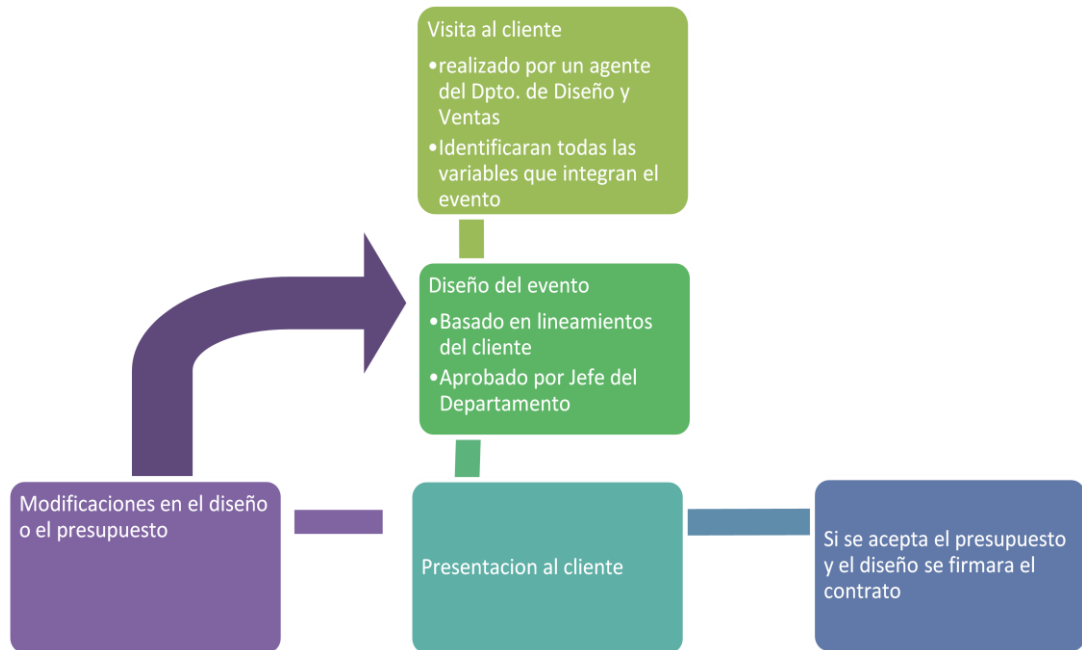 Visita al cliente
•realizado por un agente
del Dpto. de Diseño y
Ventas
•Identificaran todas las
variables que integran el
evento
Diseño del evento
•Basado en lineamientos
del cliente
•Aprobado por Jefe del
Departamento
Modificaciones en el diseño
o el presupuesto
Presentacion al cliente
Si se acepta el presupuesto
y el diseño se firmara el
contrato